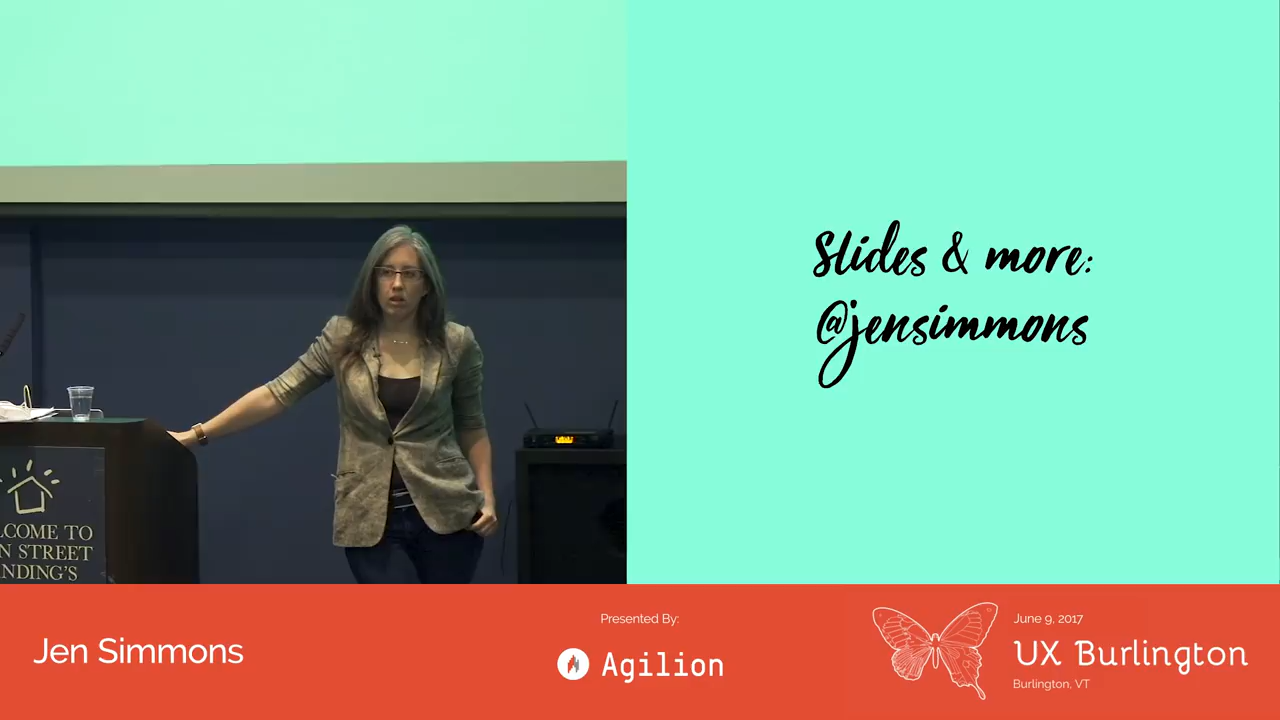 Slides & more:
@jensimmons
LCOME TO
N STREET
NDING'S
Jen Simmons
Presented By:
Agilion
June 9, 2017
UX Burlington
Burlington, VT